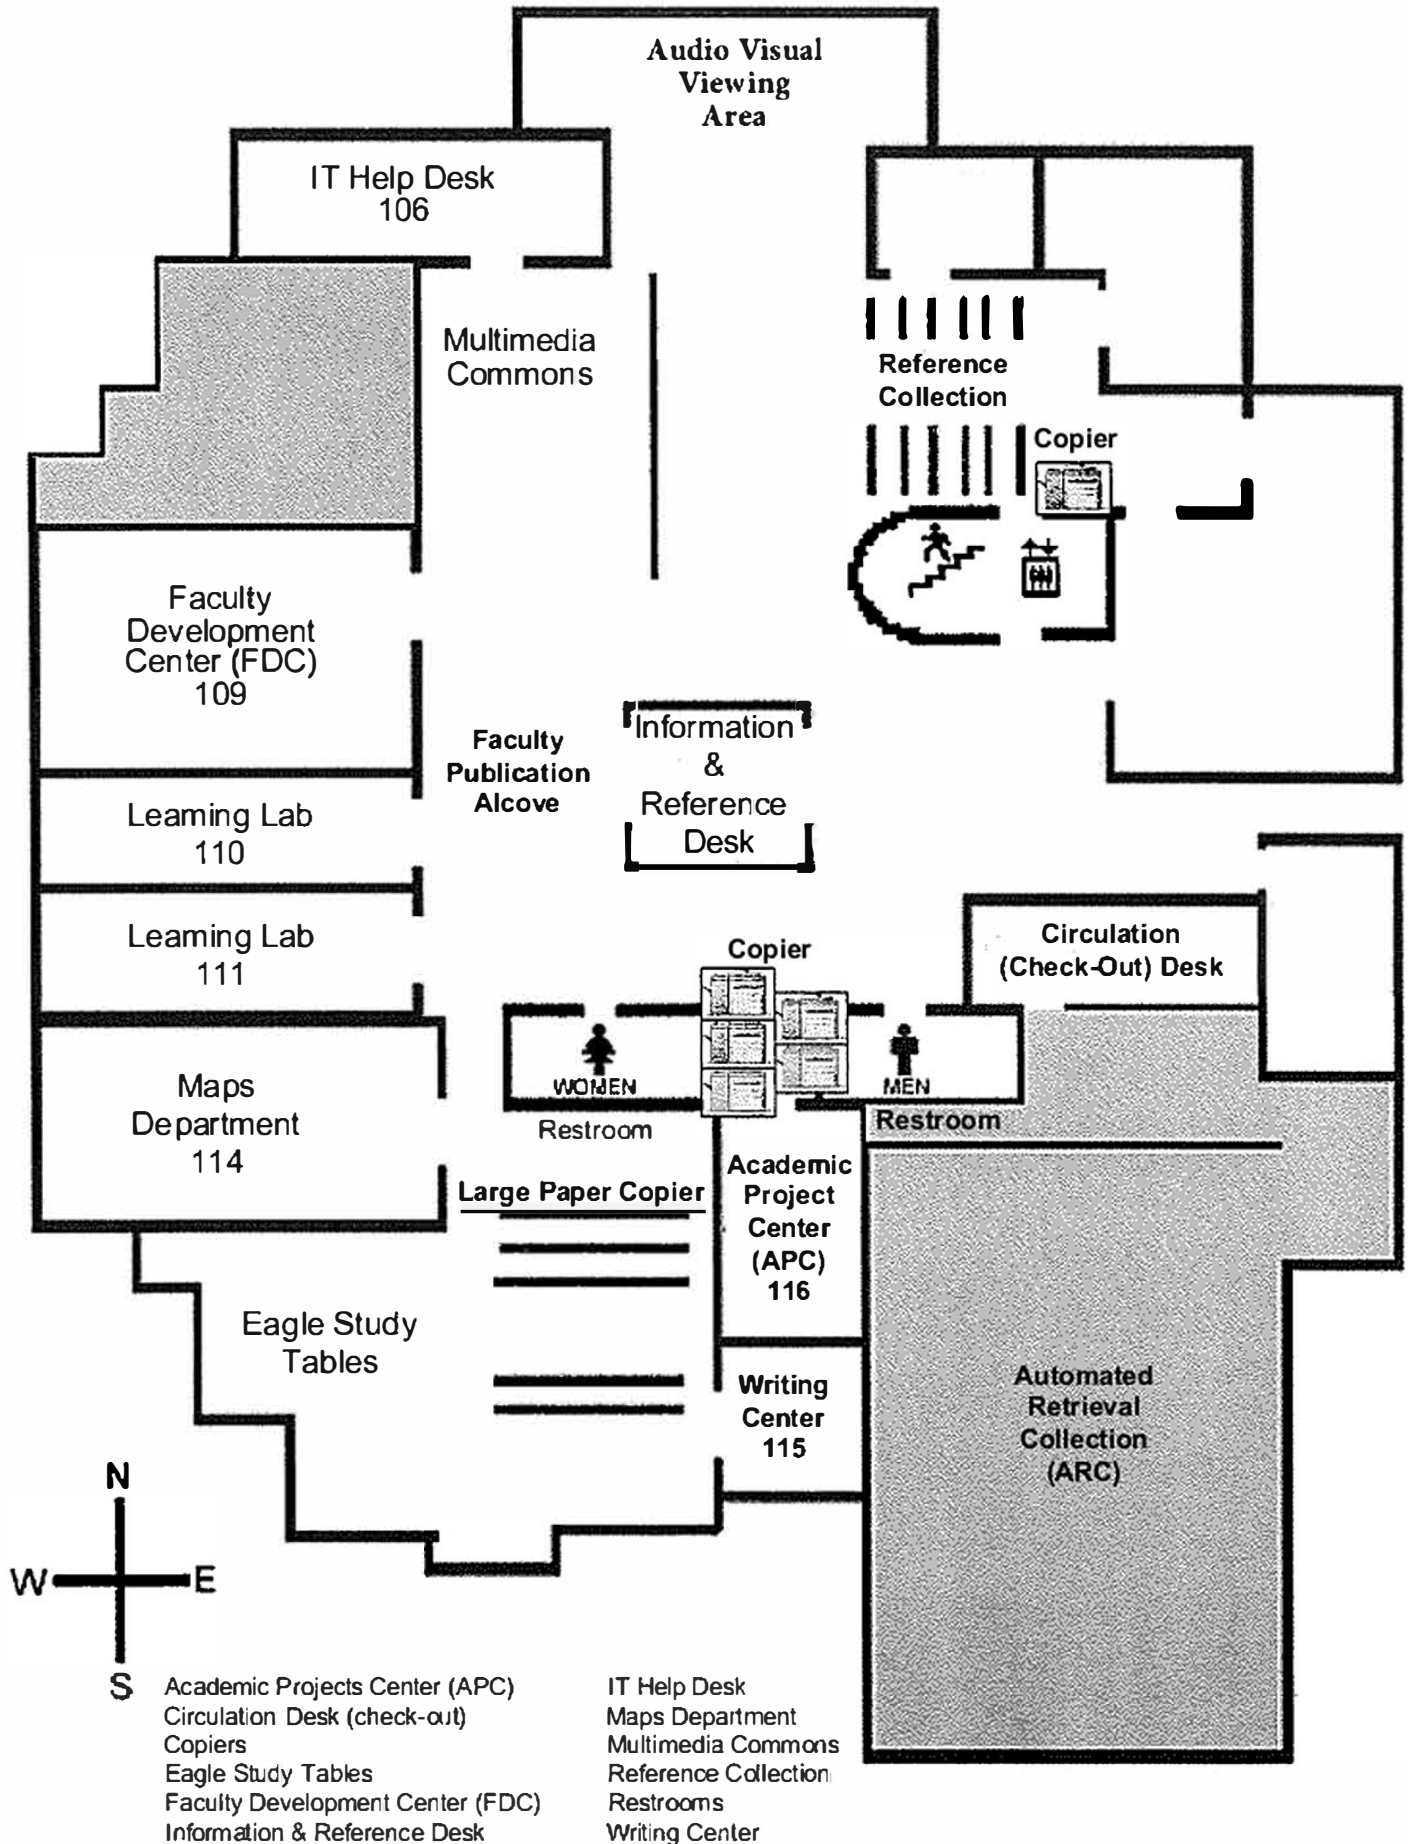 Audio Visual
Viewing
Area
IT Help Desk
106
Multimedia
Commons
Reference
Collection
Copier
Faculty
Development
Center (FDC)
109
Faculty
Publication
Alcove
Information
&
Reference
Desk
Learning Lab
110
Learning Lab
111
Copier
Circulation
(Check-Out) Desk
WOMEN
Restroom
MEN
Restroom
Maps
Department
114
Large Paper Copier
Academic
Project
Center
(APC)
116
Eagle Study
Tables
Writing
Center
115
Automated
Retrieval
Collection
(ARC)
N
W
E
S
Academic Projects Center (APC)
Circulation Desk (check-out)
Copiers
Eagle Study Tables
Faculty Development Center (FDC)
Information & Reference Desk
IT Help Desk
Maps Department
Multimedia Commons
Reference Collection
Restrooms
Writing Center